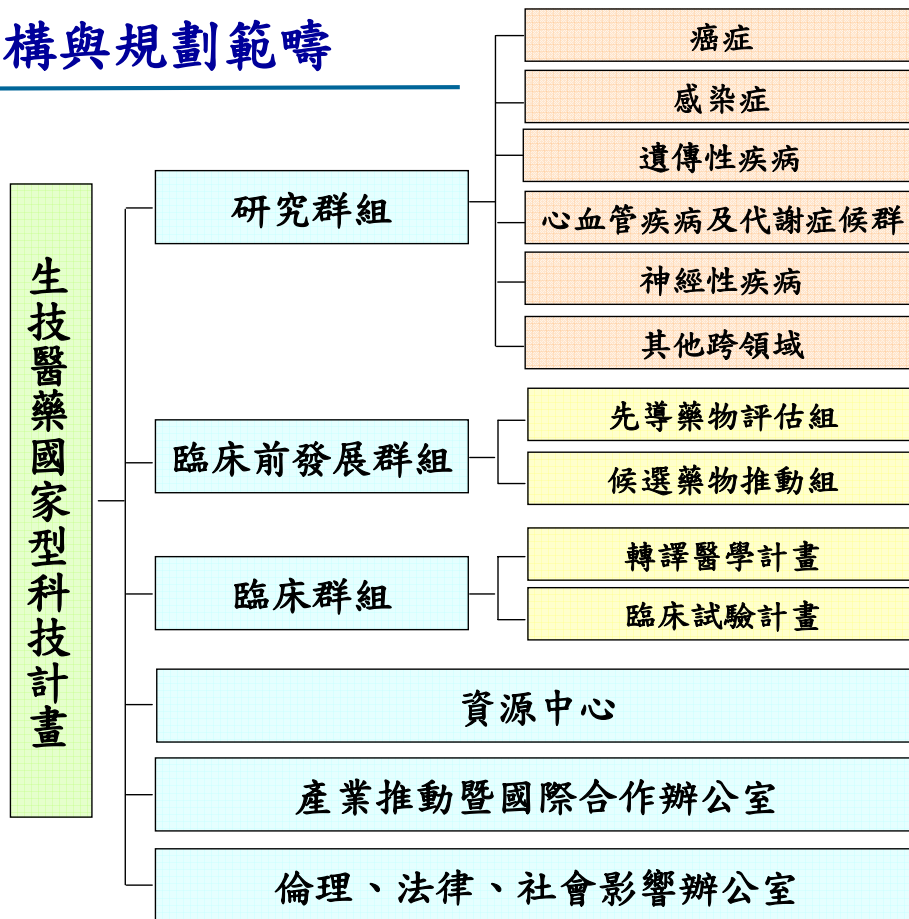 構與規劃範疇
生技醫藥國家型科技計畫
研究群組
癌症
感染症
遺傳性疾病
心血管疾病及代謝症候群
神經性疾病
其他跨領域
臨床前發展群組
先導藥物評估組
候選藥物推動組
臨床群組
轉譯醫學計畫
臨床試驗計畫
資源中心
產業推動暨國際合作辦公室
倫理、法律、社會影響辦公室